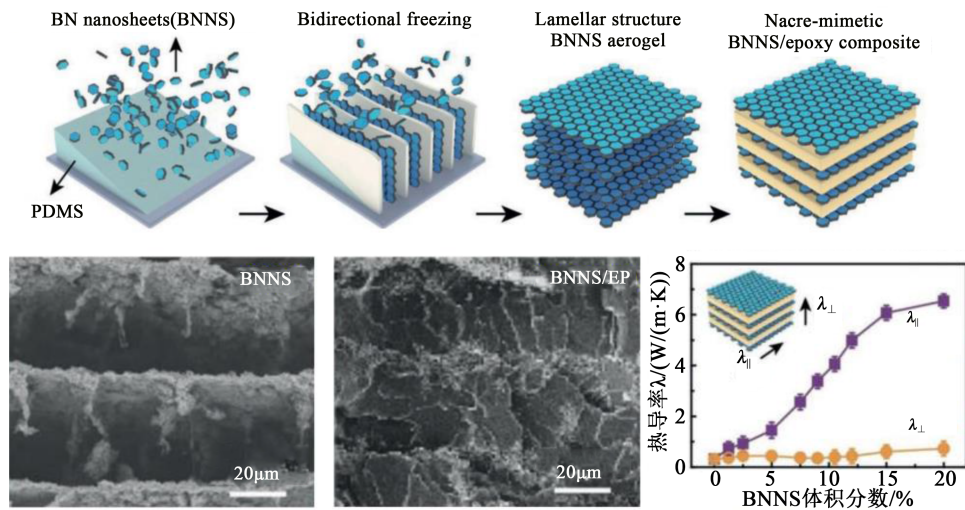 BN nanosheets(BNNS)
Bidirectional freezing
Lamellar structure
BNNS aerogel
Nacre-mimetic
BNNS/epoxy composite
PDMS
BNNS
20μm
BNNS/EP
20μm
热导率λ/(W/(m·K))
8
6
4
2
0
λ⊥
λ∥
λ∥
λ⊥
0 5 10 15 20
BNNS体积分数/%